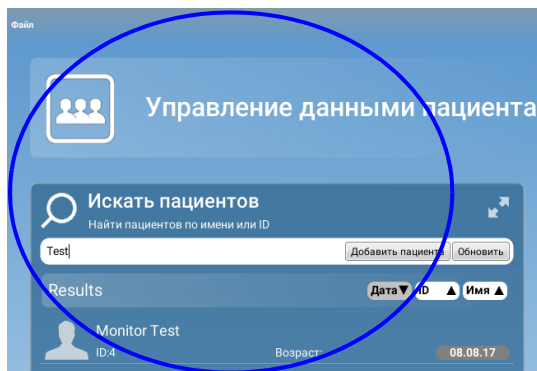 Файл
Управление данными пациента
Искать пациентов
Найти пациентов по имени или ID
Test
Добавить пациента Обновить
Results
Дата▼ ID ▲ Имя ▲
Monitor Test
ID:4 Возраст: 08.08.17